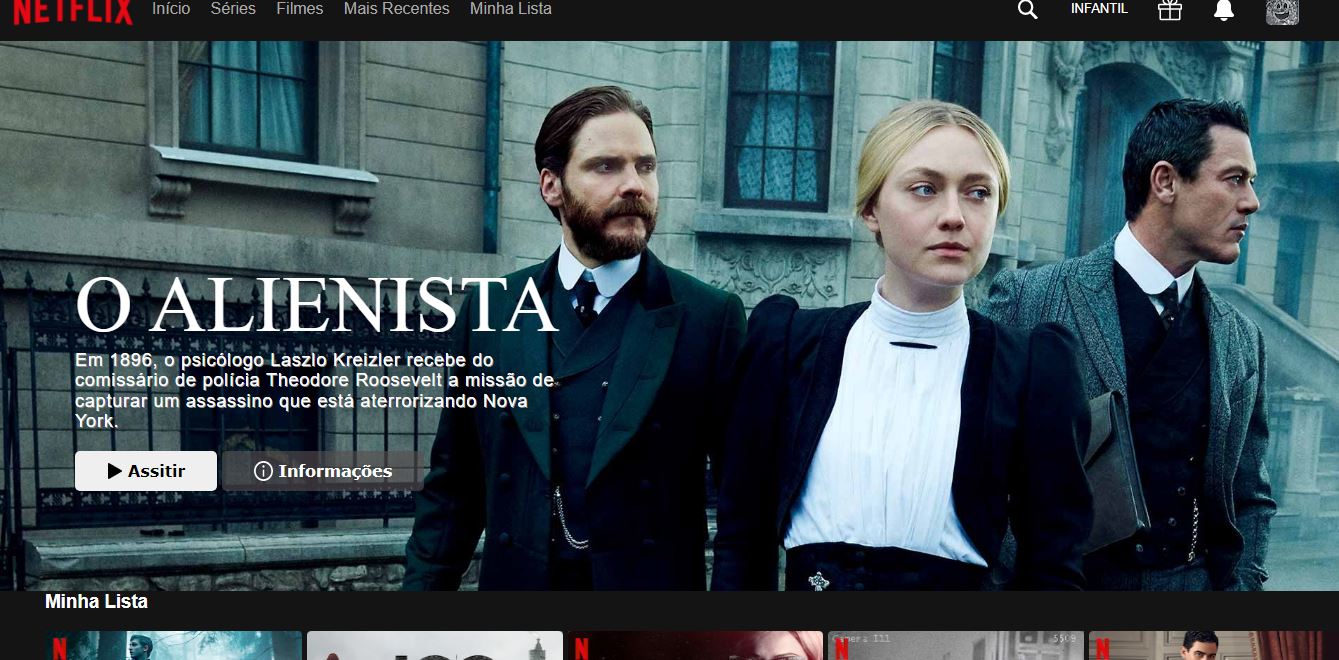 NETFLIX Início Séries Filmes Mais Recentes Minha Lista INFANTIL
O ALIENISTA
Em 1896, o psicólogo Laszlo Kreizler recebe do
comissário de polícia Theodore Roosevelt a missão de
capturar um assassino que está aterrorizando Nova
York.
Assitir Informações
Minha Lista
N N Camera III 5509 N N